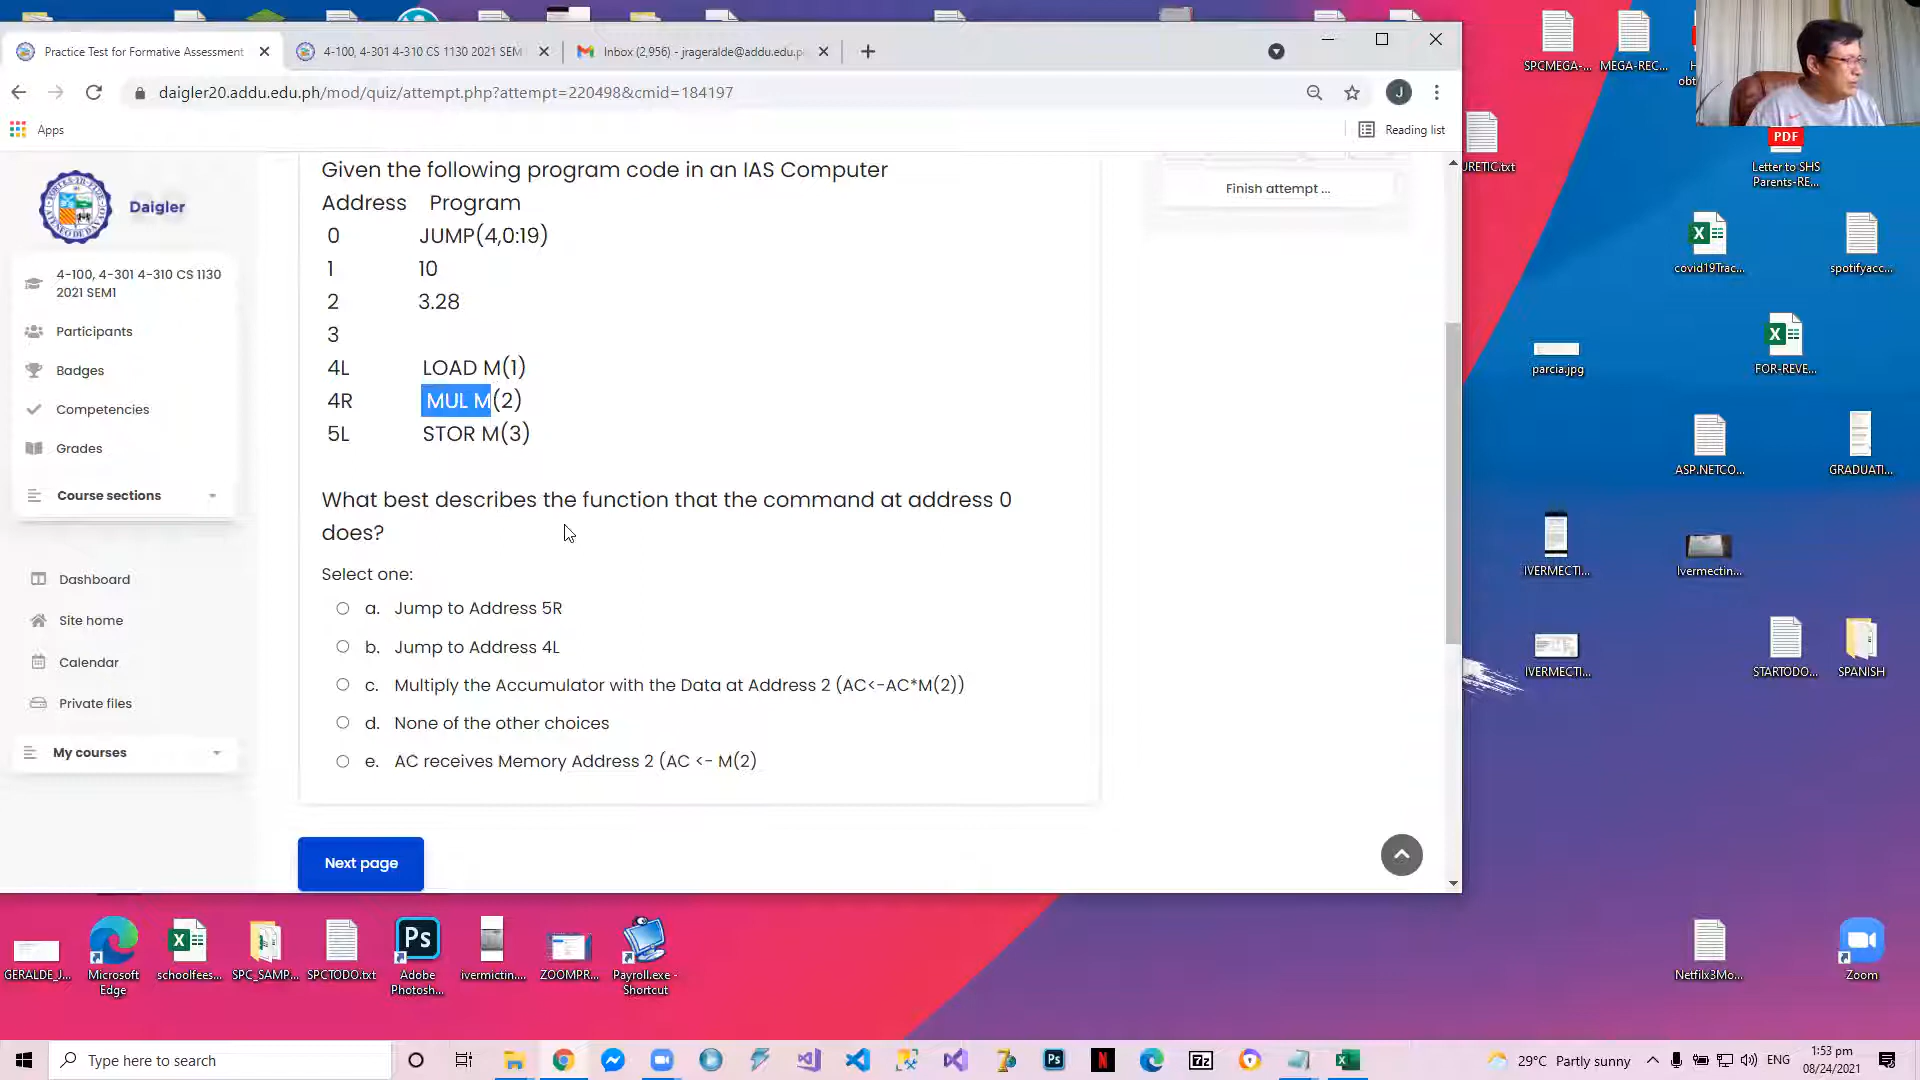 Practice Test for Formative Assessment
4-100, 4-301 4-310 CS 1130 2021 SEM
Inbox (2,956) - jrageralde@addu.edu.p
daigler20.addu.edu.ph/mod/quiz/attempt.php?attempt=220498&cmid=184197
J
Apps
Reading list
Daigler
4-100, 4-301 4-310 CS 1130
2021 SEM1
Participants
Badges
Competencies
Grades
Course sections
Dashboard
Site home
Calendar
Private files
My courses
Given the following program code in an IAS Computer
Address Program
0 JUMP(4,0:19)
1 10
2 3.28
3
4L LOAD M(1)
4R MUL M(2)
5L STOR M(3)
What best describes the function that the command at address 0
does?
Select one:
a. Jump to Address 5R
b. Jump to Address 4L
c. Multiply the Accumulator with the Data at Address 2 (AC<-AC*M(2))
d. None of the other choices
e. AC receives Memory Address 2 (AC <- M(2)
Next page
Finish attempt ...
SPCMEGA-...
MEGA-REC...
URETIC.txt
PDF
Letter to SHS
Parents-RE...
covid19Trac...
spotifyacc...
parcia.jpg
FOR-REVE...
ASP.NETCO...
GRADUATI...
IVERMECTI...
Ivermectin...
IVERMECTI...
STARTODO...
SPANISH
GERALDE_J...
Microsoft
Edge
schoolfees...
SPC_SAMP...
SPCTODO.txt
Ps
Adobe
Photosh...
ivermictin....
ZOOMPR...
Payroll.exe -
Shortcut
Netfilx3Mo...
Zoom
Type here to search
Ps
N
7z
29°C Partly sunny
ENG
1:53 pm
08/24/2021